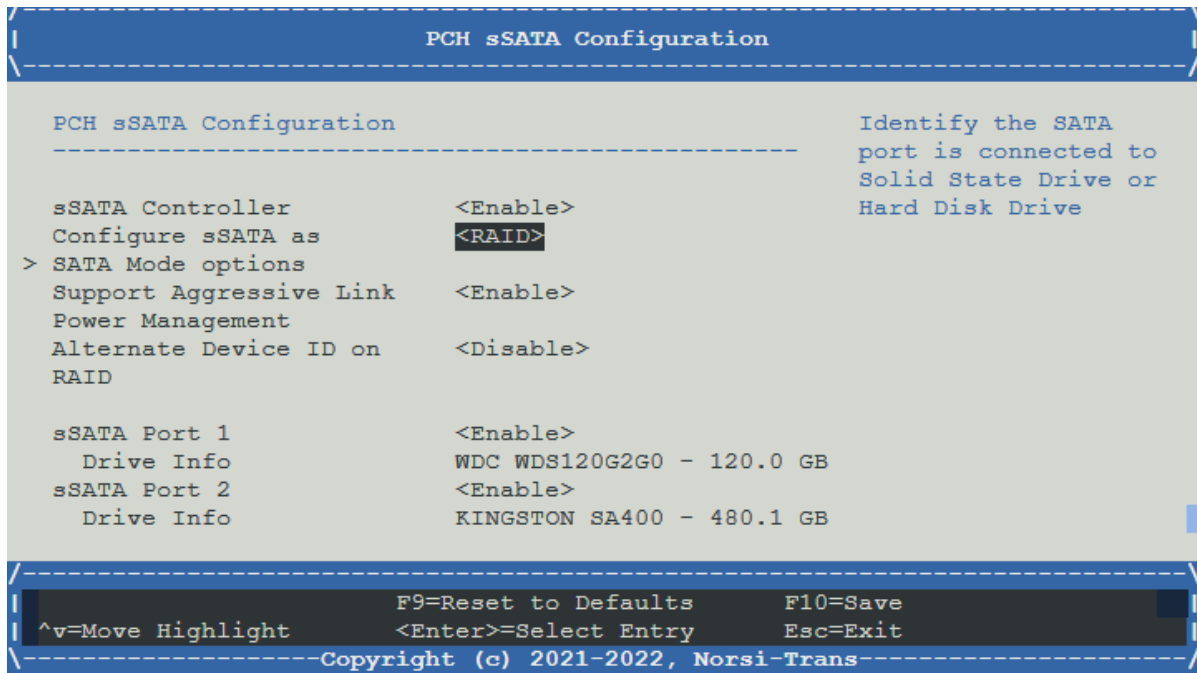 PCH sSATA Configuration
PCH sSATA Configuration
Identify the SATA
port is connected to
Solid State Drive or
Hard Disk Drive
sSATA Controller <Enable>
Configure sSATA as <RAID>
> SATA Mode options
Support Aggressive Link <Enable>
Power Management
Alternate Device ID on <Disable>
RAID
sSATA Port 1 <Enable>
Drive Info WDC WDS120G2G0 - 120.0 GB
sSATA Port 2 <Enable>
Drive Info KINGSTON SA400 - 480.1 GB
F9=Reset to Defaults F10=Save
^v=Move Highlight <Enter>=Select Entry Esc=Exit
Copyright (c) 2021-2022, Norsi-Trans